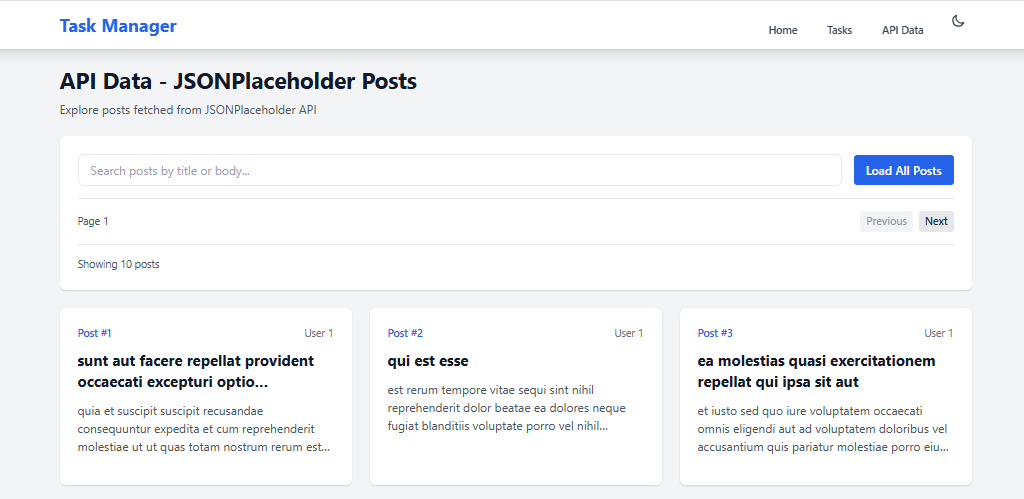 Task Manager
Home Tasks API Data
API Data - JSONPlaceholder Posts
Explore posts fetched from JSONPlaceholder API
Search posts by title or body...
Load All Posts
Page 1
Previous Next
Showing 10 posts
Post #1 User 1
sunt aut facere repellat provident
occaecati excepturi optio...
quia et suscipit suscipit recusandae
consequuntur expedita et cum reprehenderit
molestiae ut ut quas totam nostrum rerum est...
Post #2 User 1
qui est esse
est rerum tempore vitae sequi sint nihil
reprehenderit dolor beatae ea dolores neque
fugiat blanditiis voluptate porro vel nihil...
Post #3 User 1
ea molestias quasi exercitationem
repellat qui ipsa sit aut
et iusto sed quo iure voluptatem occaecati
omnis eligendi aut ad voluptatem doloribus vel
accusantium quis pariatur molestiae porro eiu...